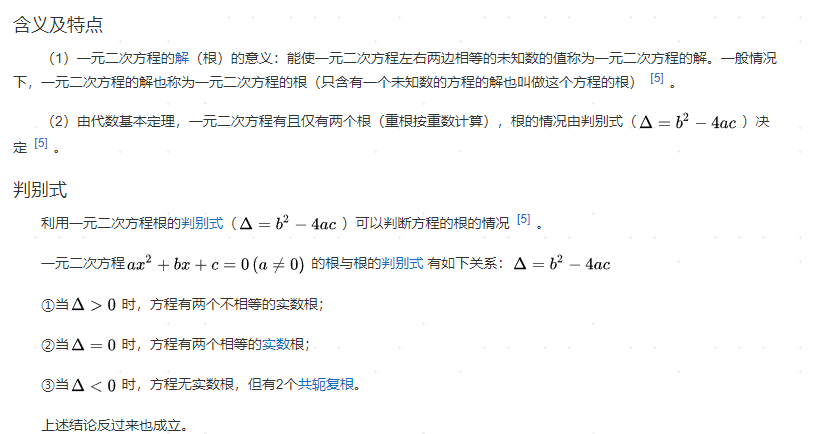 含义及特点
（1）一元二次方程的解（根）的意义：能使一元二次方程左右两边相等的未知数的值称为一元二次方程的解。一般情况
下，一元二次方程的解也称为一元二次方程的根（只含有一个未知数的方程的解也叫做这个方程的根） [5] 。
（2）由代数基本定理，一元二次方程有且仅有两个根（重根按重数计算），根的情况由判别式（ Δ = b² − 4ac ）决
定 [5] 。
判别式
利用一元二次方程根的判别式（ Δ = b² − 4ac ）可以判断方程的根的情况 [5] 。
一元二次方程 ax² + bx + c = 0 (a ≠ 0) 的根与根的判别式 有如下关系： Δ = b² − 4ac
①当 Δ > 0 时，方程有两个不相等的实数根；
②当 Δ = 0 时，方程有两个相等的实数根；
③当 Δ < 0 时，方程无实数根，但有2个共轭复根。
上述结论反过来也成立。